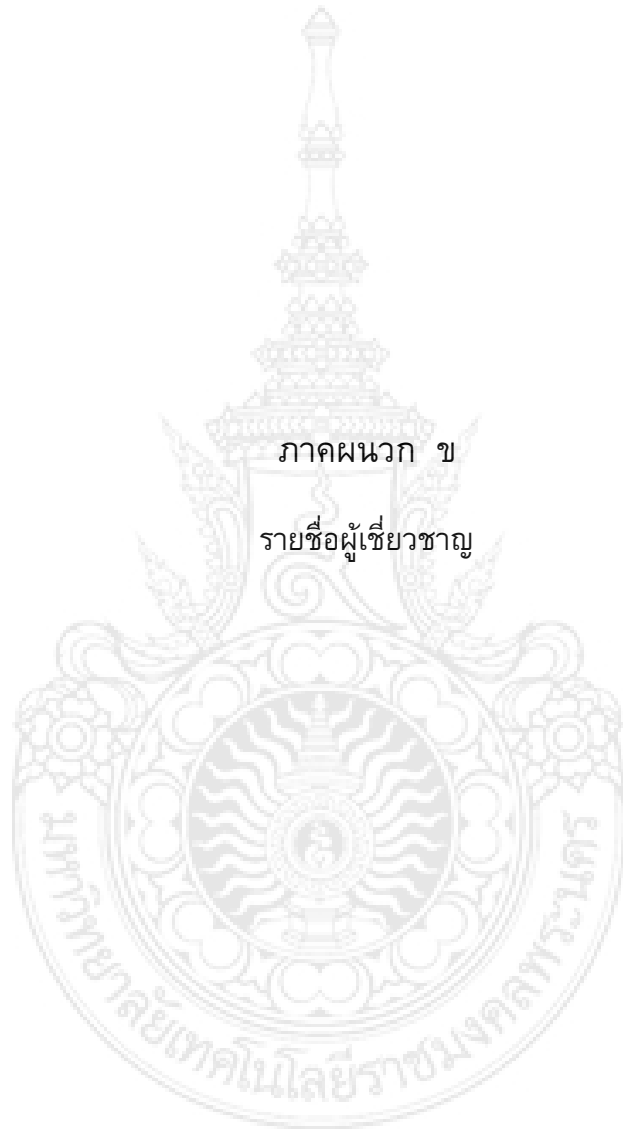 ภาคผนวก ข
รายชื่อผู้เชี่ยวชาญ
มหาวิทยาลัยเทคโนโลยีราชมงคลพระนคร